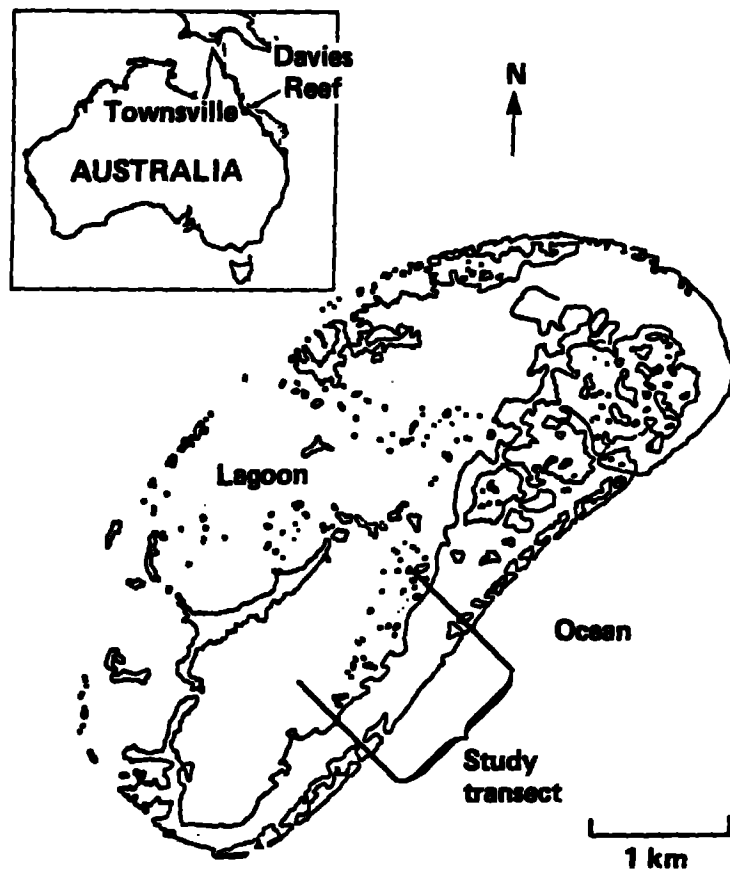 Davies
Reef
Townsville
AUSTRALIA
N
Lagoon
Ocean
Study
transect
1 km